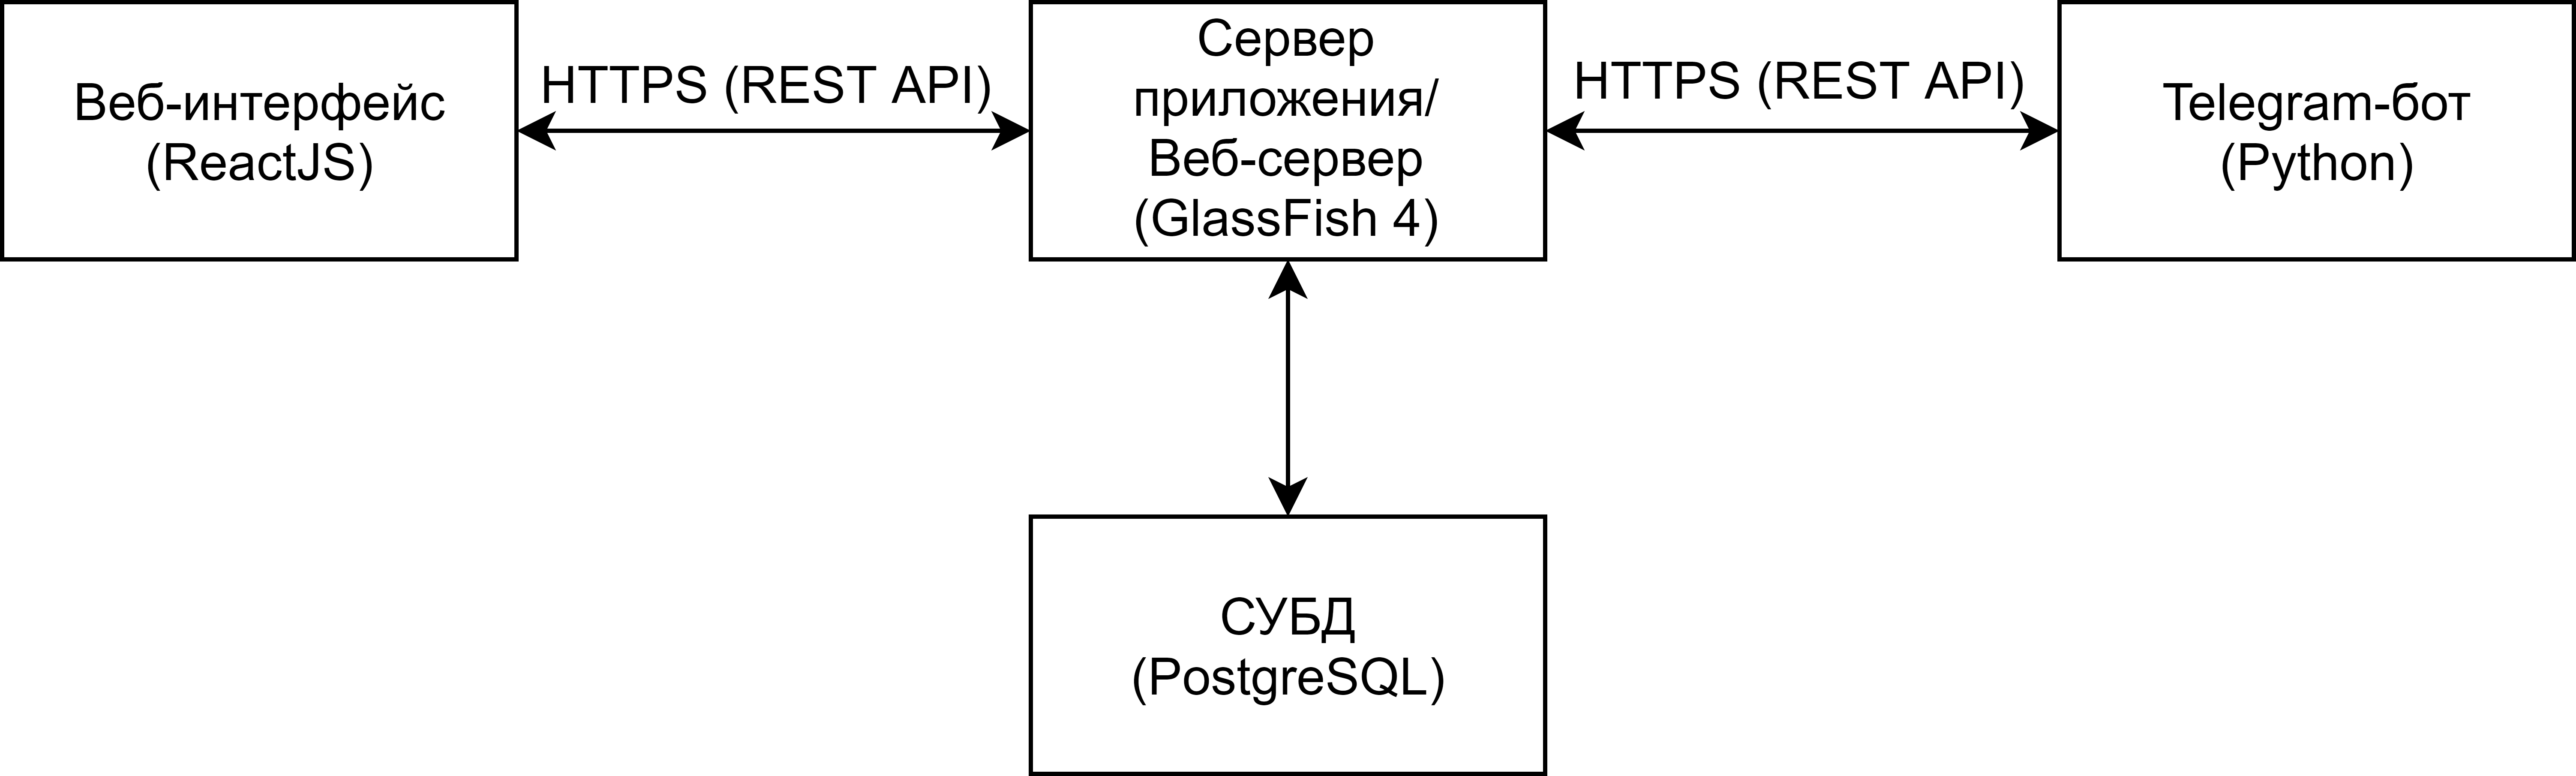 Веб-интерфейс
(ReactJS)
HTTPS (REST API)
Сервер
приложения/
Веб-сервер
(GlassFish 4)
HTTPS (REST API)
Telegram-бот
(Python)
СУБД
(PostgreSQL)